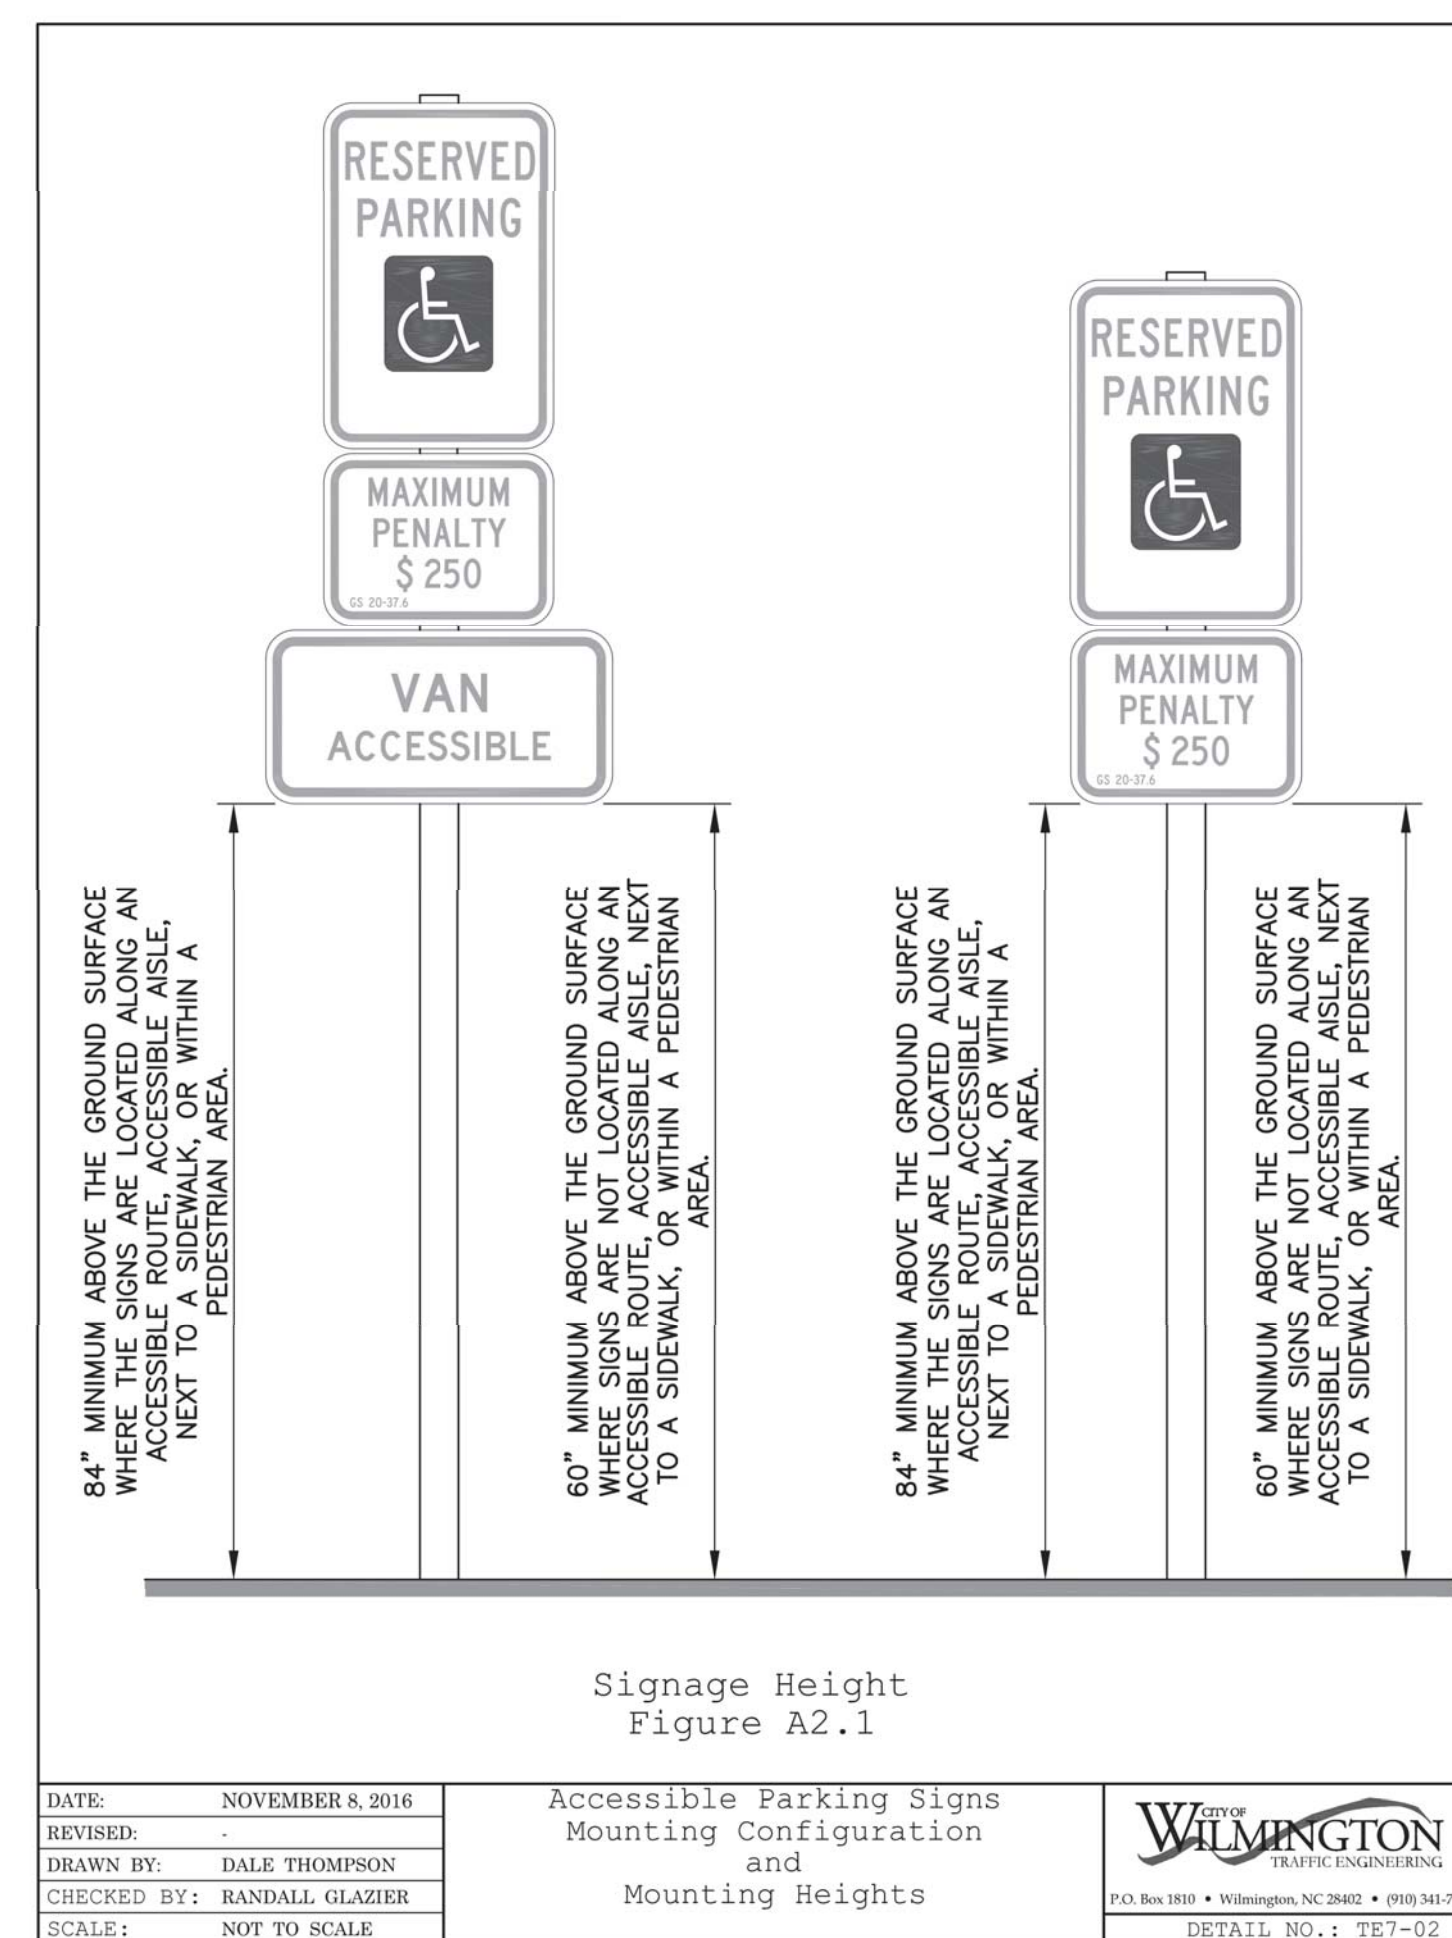 RESERVED
PARKING
MAXIMUM
PENALTY
$ 250
GS 20-37.6
VAN
ACCESSIBLE
RESERVED
PARKING
MAXIMUM
PENALTY
$ 250
GS 20-37.6
84" MINIMUM ABOVE THE GROUND SURFACE
WHERE THE SIGNS ARE LOCATED ALONG AN
ACCESSIBLE ROUTE, ACCESSIBLE AISLE,
NEXT TO A SIDEWALK, OR WITHIN A
PEDESTRIAN AREA.
60" MINIMUM ABOVE THE GROUND SURFACE
WHERE SIGNS ARE NOT LOCATED ALONG AN
ACCESSIBLE ROUTE, ACCESSIBLE AISLE, NEXT
TO A SIDEWALK, OR WITHIN A PEDESTRIAN
AREA.
84" MINIMUM ABOVE THE GROUND SURFACE
WHERE THE SIGNS ARE LOCATED ALONG AN
ACCESSIBLE ROUTE, ACCESSIBLE AISLE,
NEXT TO A SIDEWALK, OR WITHIN A
PEDESTRIAN AREA.
60" MINIMUM ABOVE THE GROUND SURFACE
WHERE SIGNS ARE NOT LOCATED ALONG AN
ACCESSIBLE ROUTE, ACCESSIBLE AISLE, NEXT
TO A SIDEWALK, OR WITHIN A PEDESTRIAN
AREA.
Signage Height
Figure A2.1
DATE: NOVEMBER 8, 2016
REVISED: -
DRAWN BY: DALE THOMPSON
CHECKED BY: RANDALL GLAZIER
SCALE: NOT TO SCALE
Accessible Parking Signs
Mounting Configuration
and
Mounting Heights
CITY OF
WILMINGTON
TRAFFIC ENGINEERING
P.O. Box 1810 • Wilmington, NC 28402 • (910) 341-7
DETAIL NO.: TE7-02